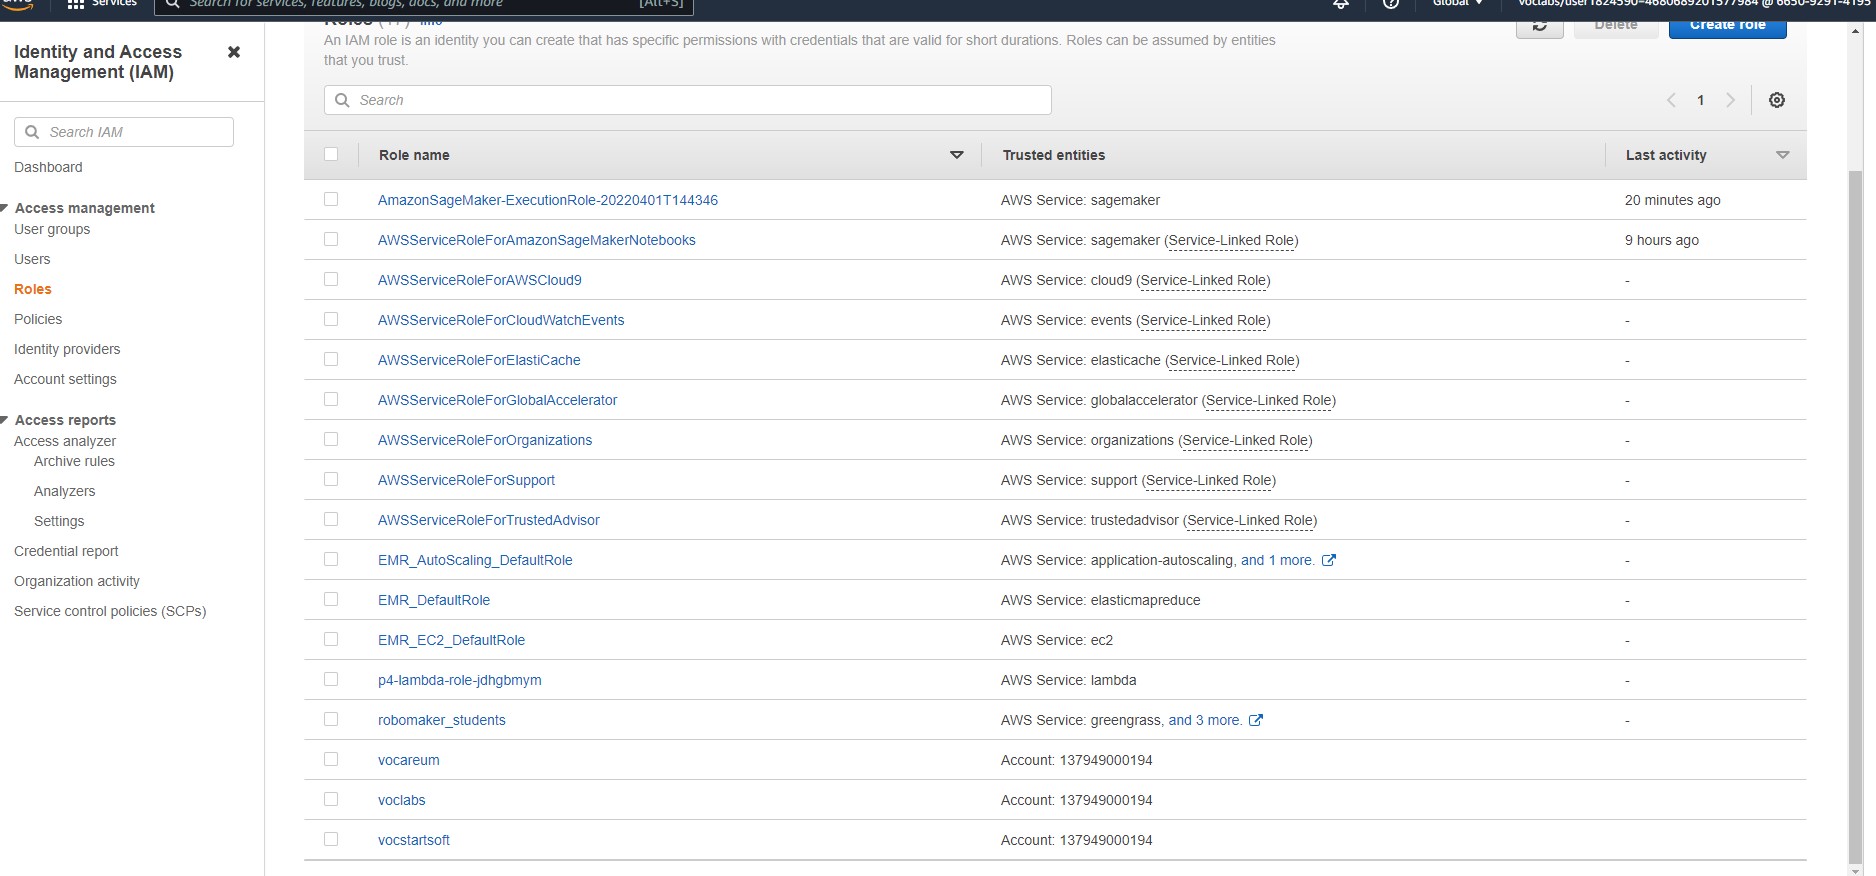 Services
Search for services, features, blogs, docs, and more
[Alt+S]
Global
voclabs/user1824590=4680689201577984 @ 6650-9291-4195
Identity and Access
Management (IAM)
Search IAM
Dashboard
Access management
User groups
Users
Roles
Policies
Identity providers
Account settings
Access reports
Access analyzer
Archive rules
Analyzers
Settings
Credential report
Organization activity
Service control policies (SCPs)
Roles (17) Info
An IAM role is an identity you can create that has specific permissions with credentials that are valid for short durations. Roles can be assumed by entities
that you trust.
Delete
Create role
Search
1
Role name Trusted entities Last activity
AmazonSageMaker-ExecutionRole-20220401T144346 AWS Service: sagemaker 20 minutes ago
AWSServiceRoleForAmazonSageMakerNotebooks AWS Service: sagemaker (Service-Linked Role) 9 hours ago
AWSServiceRoleForAWSCloud9 AWS Service: cloud9 (Service-Linked Role) -
AWSServiceRoleForCloudWatchEvents AWS Service: events (Service-Linked Role) -
AWSServiceRoleForElastiCache AWS Service: elasticache (Service-Linked Role) -
AWSServiceRoleForGlobalAccelerator AWS Service: globalaccelerator (Service-Linked Role) -
AWSServiceRoleForOrganizations AWS Service: organizations (Service-Linked Role) -
AWSServiceRoleForSupport AWS Service: support (Service-Linked Role) -
AWSServiceRoleForTrustedAdvisor AWS Service: trustedadvisor (Service-Linked Role) -
EMR_AutoScaling_DefaultRole AWS Service: application-autoscaling, and 1 more. -
EMR_DefaultRole AWS Service: elasticmapreduce -
EMR_EC2_DefaultRole AWS Service: ec2 -
p4-lambda-role-jdhgbmym AWS Service: lambda -
robomaker_students AWS Service: greengrass, and 3 more. -
vocareum Account: 137949000194
voclabs Account: 137949000194
vocstartsoft Account: 137949000194